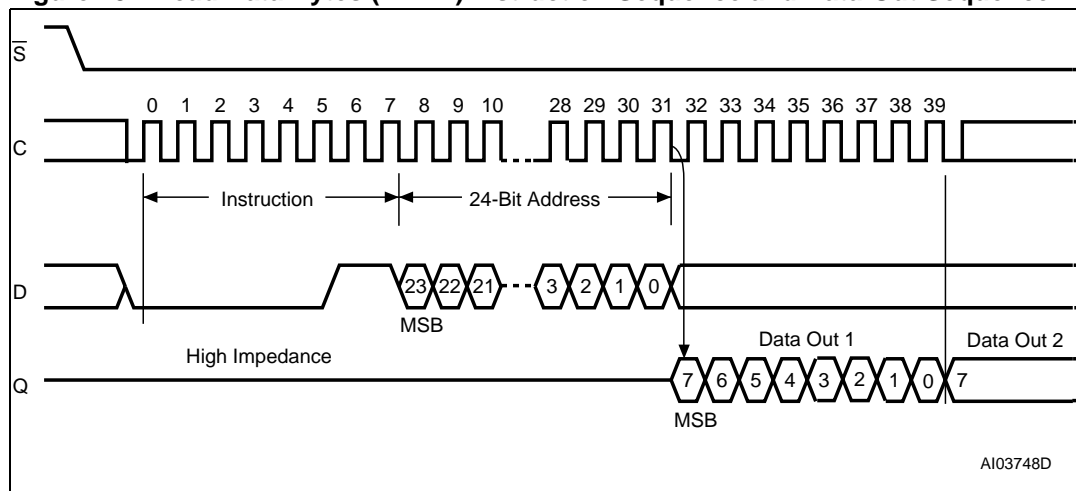 S
0 1 2 3 4 5 6 7 8 9 10 28 29 30 31 32 33 34 35 36 37 38 39
C
Instruction 24-Bit Address
D 23 22 21 3 2 1 0
MSB
High Impedance Data Out 1 Data Out 2
Q 7 6 5 4 3 2 1 0 7
MSB
AI03748D